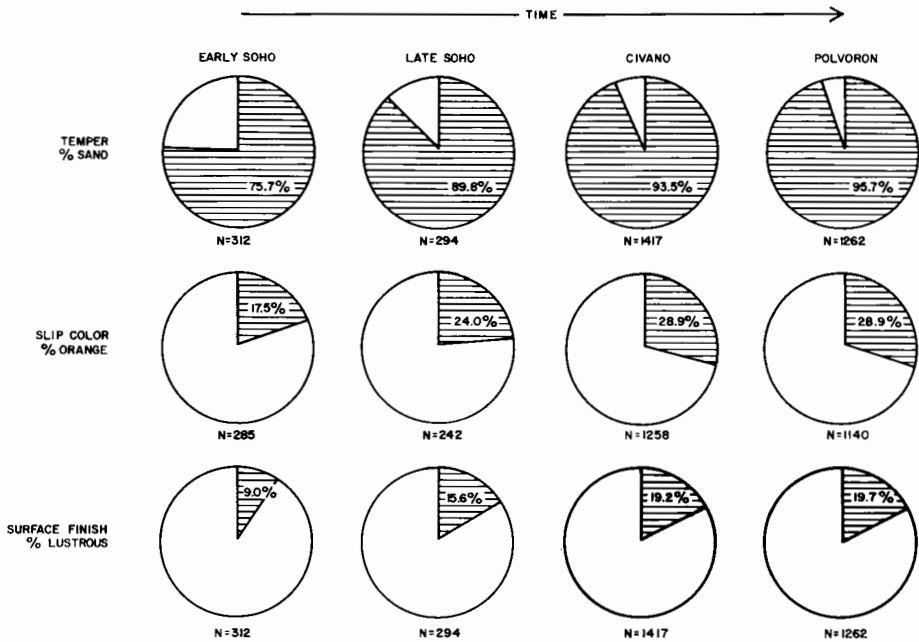 TIME
EARLY SOHO
LATE SOHO
CIVANO
POLVORON
TEMPER
% SAND
75.7%
89.8%
93.5%
95.7%
N=312
N=294
N=1417
N=1262
SLIP COLOR
% ORANGE
17.5%
24.0%
28.9%
28.9%
N=285
N=242
N=1258
N=1140
SURFACE FINISH
% LUSTROUS
9.0%
15.6%
19.2%
19.7%
N=312
N=294
N=1417
N=1262